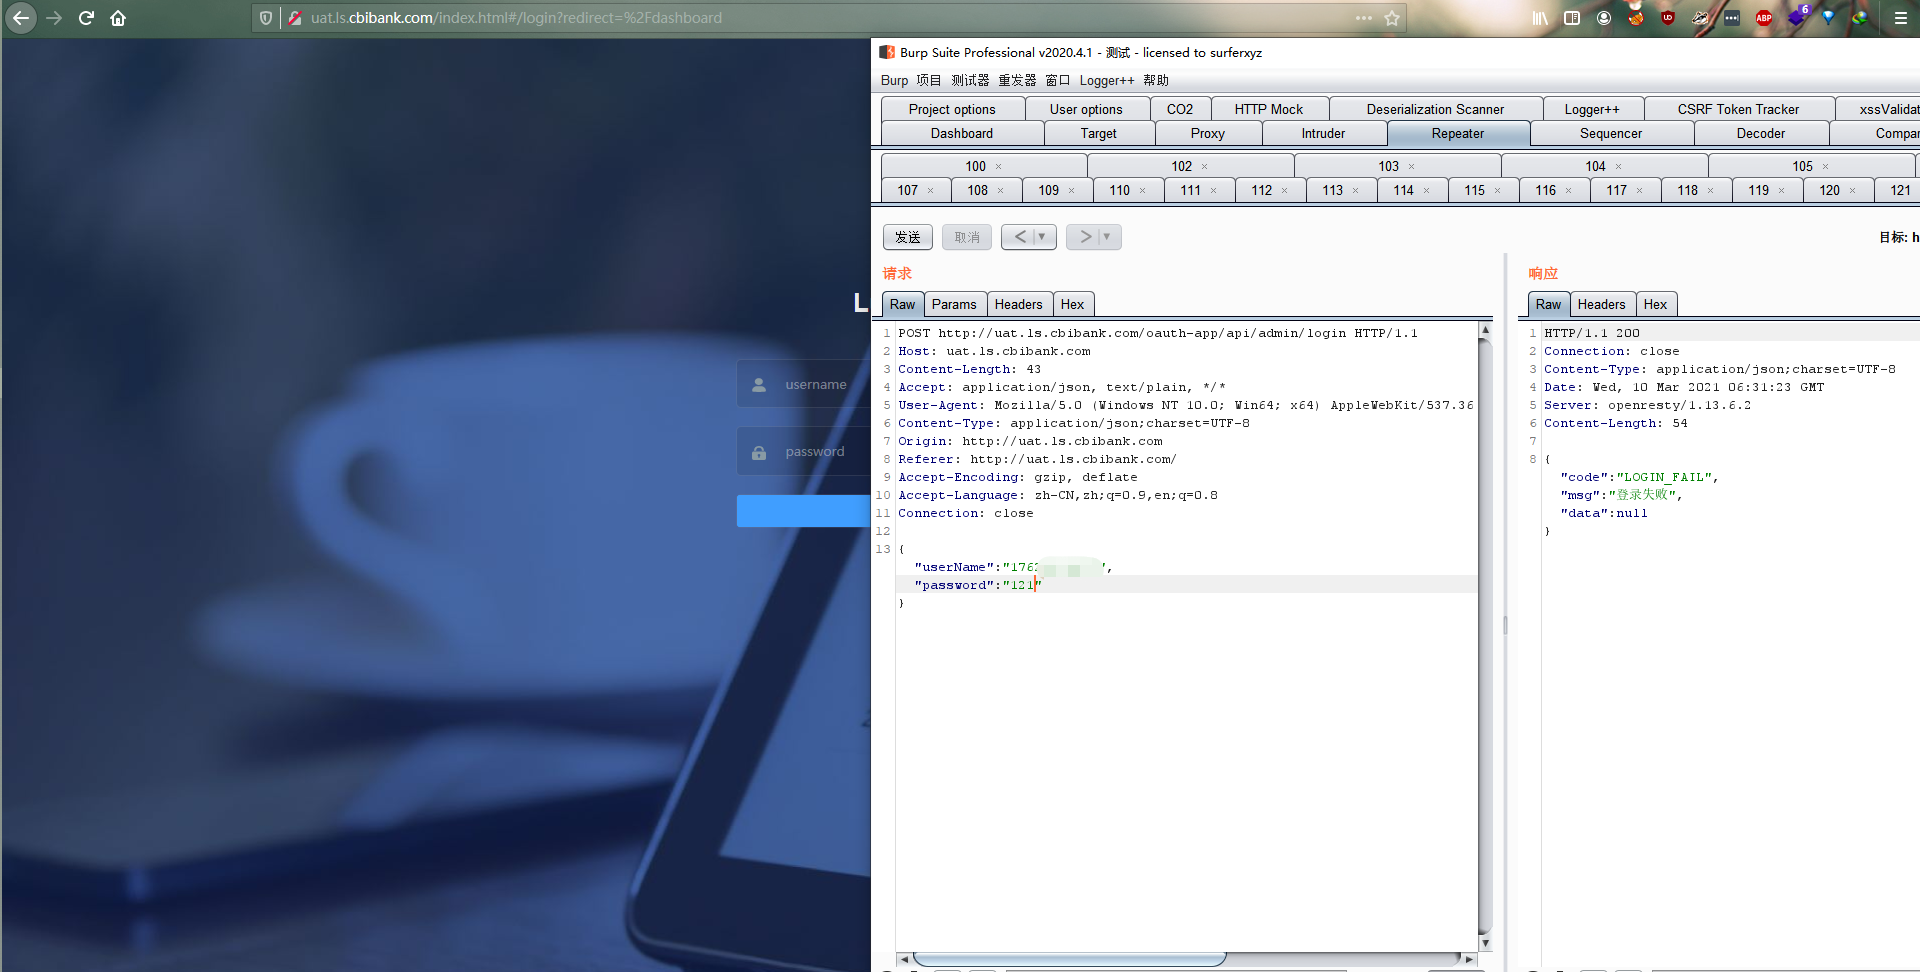 uat.ls.cbibank.com/index.html#/login?redirect=%2Fdashboard
6
ABP
username
password
Burp Suite Professional v2020.4.1 - 测试 - licensed to surferxyz
Burp 项目 测试器 重发器 窗口 Logger++ 帮助
Project options User options CO2 HTTP Mock Deserialization Scanner Logger++ CSRF Token Tracker xssValidat
Dashboard Target Proxy Intruder Repeater Sequencer Decoder Compar
100 × 102 × 103 × 104 × 105 ×
107 × 108 × 109 × 110 × 111 × 112 × 113 × 114 × 115 × 116 × 117 × 118 × 119 × 120 × 121
发送 取消 < ▼ > ▼ 目标: h
请求
Raw Params Headers Hex
1 POST http://uat.ls.cbibank.com/oauth-app/api/admin/login HTTP/1.1
2 Host: uat.ls.cbibank.com
3 Content-Length: 43
4 Accept: application/json, text/plain, */*
5 User-Agent: Mozilla/5.0 (Windows NT 10.0; Win64; x64) AppleWebKit/537.36
6 Content-Type: application/json;charset=UTF-8
7 Origin: http://uat.ls.cbibank.com
8 Referer: http://uat.ls.cbibank.com/
9 Accept-Encoding: gzip, deflate
10 Accept-Language: zh-CN,zh;q=0.9,en;q=0.8
11 Connection: close
12
13 {
"userName":"176
"password":"121"
}
响应
Raw Headers Hex
1 HTTP/1.1 200
2 Connection: close
3 Content-Type: application/json;charset=UTF-8
4 Date: Wed, 10 Mar 2021 06:31:23 GMT
5 Server: openresty/1.13.6.2
6 Content-Length: 54
7
8 {
"code":"LOGIN_FAIL",
"msg":"登录失败",
"data":null
}